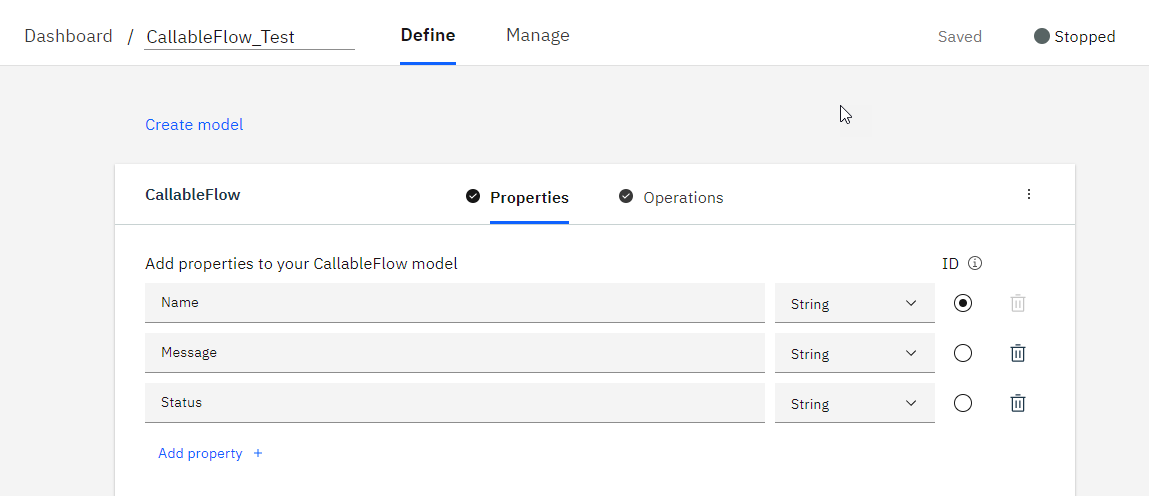 Dashboard / CallableFlow_Test Define Manage Saved Stopped
Create model
CallableFlow Properties Operations
Add properties to your CallableFlow model ID
Name String
Message String
Status String
Add property +